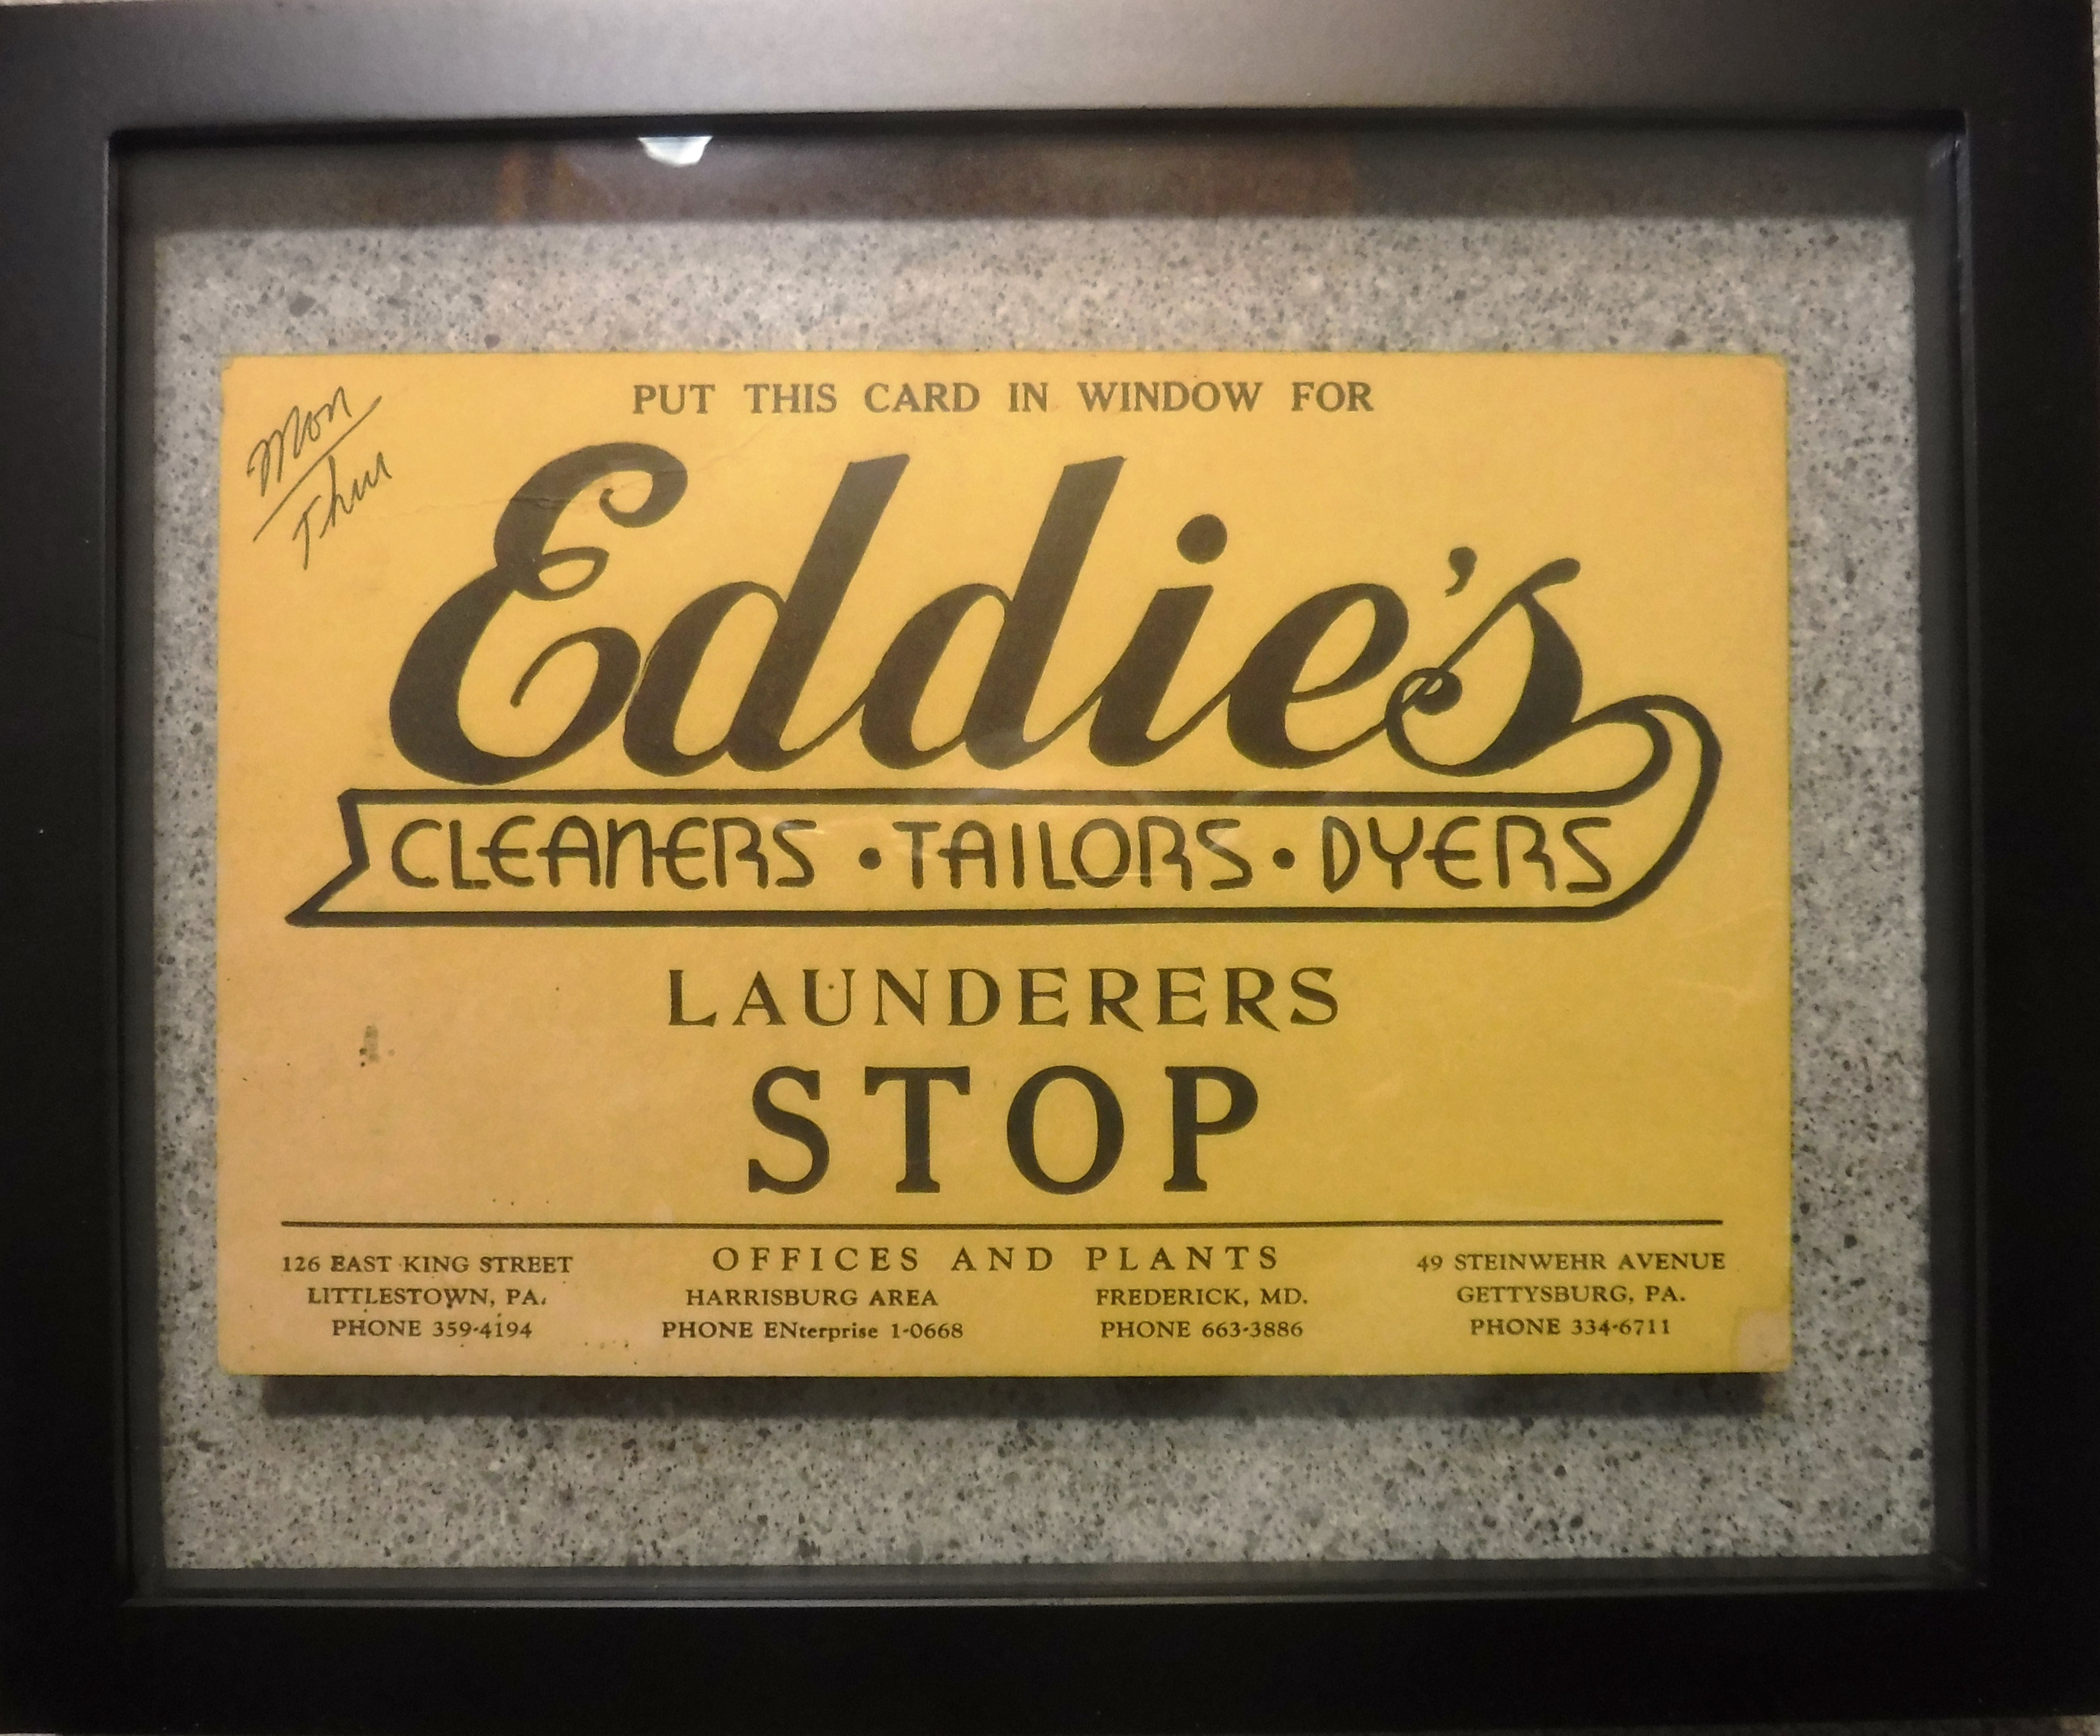 Mon
Thur
PUT THIS CARD IN WINDOW FOR
Eddie's
CLEANERS • TAILORS • DYERS
LAUNDERERS
STOP
OFFICES AND PLANTS
126 EAST KING STREET
LITTLESTOWN, PA.
PHONE 359-4194
HARRISBURG AREA
PHONE ENterprise 1-0668
FREDERICK, MD.
PHONE 663-3886
49 STEINWEHR AVENUE
GETTYSBURG, PA.
PHONE 334-6711